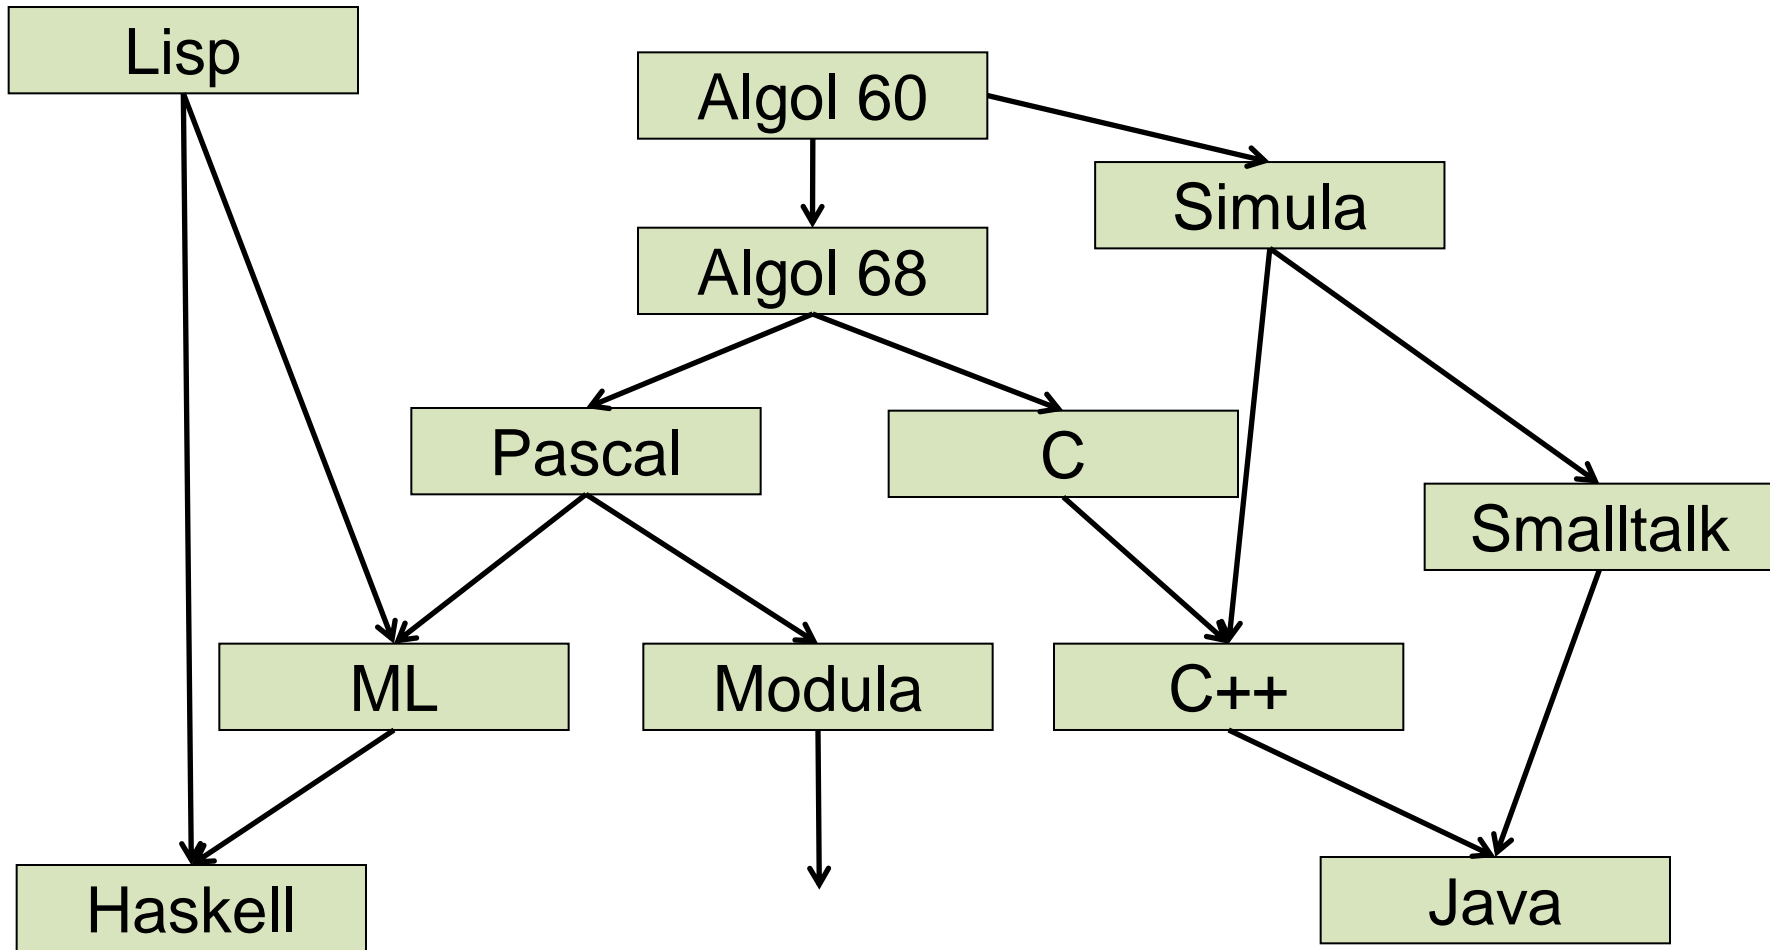 Lisp
Algol 60
Simula
Algol 68
Pascal
C
Smalltalk
ML
Modula
C++
Haskell
Java